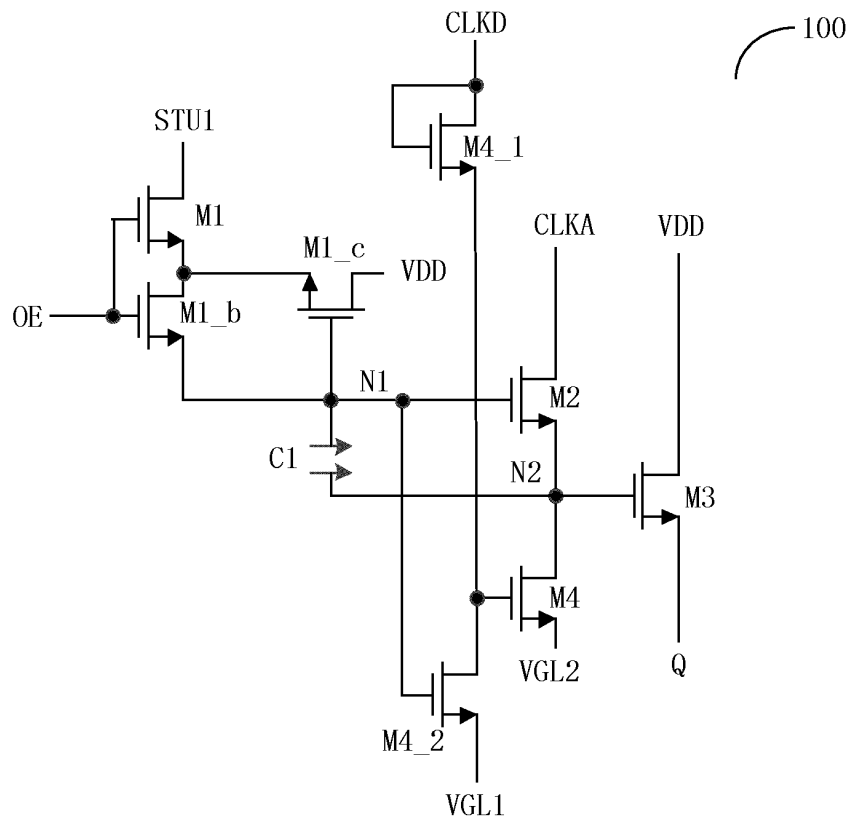 CLKD
100
STU1
M4_1
M1
CLKA
VDD
M1_c
VDD
OE
M1_b
N1
M2
C1
N2
M3
M4
VGL2
Q
M4_2
VGL1